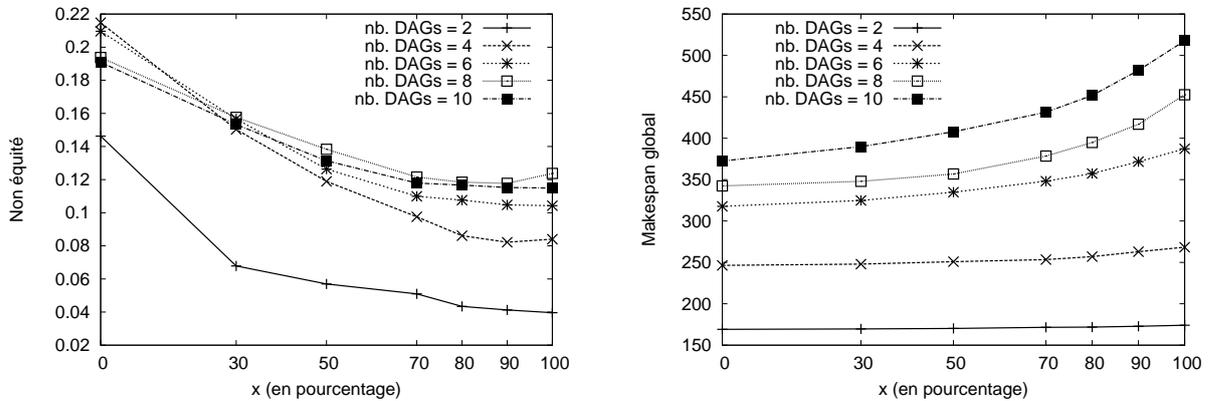 Non équité
0.22
0.2
0.18
0.16
0.14
0.12
0.1
0.08
0.06
0.04
0.02
0
30
50
70
80
90
100
x (en pourcentage)
nb. DAGs = 2
nb. DAGs = 4
nb. DAGs = 6
nb. DAGs = 8
nb. DAGs = 10
Makespan global
550
500
450
400
350
300
250
200
150
0
30
50
70
80
90
100
x (en pourcentage)
nb. DAGs = 2
nb. DAGs = 4
nb. DAGs = 6
nb. DAGs = 8
nb. DAGs = 10